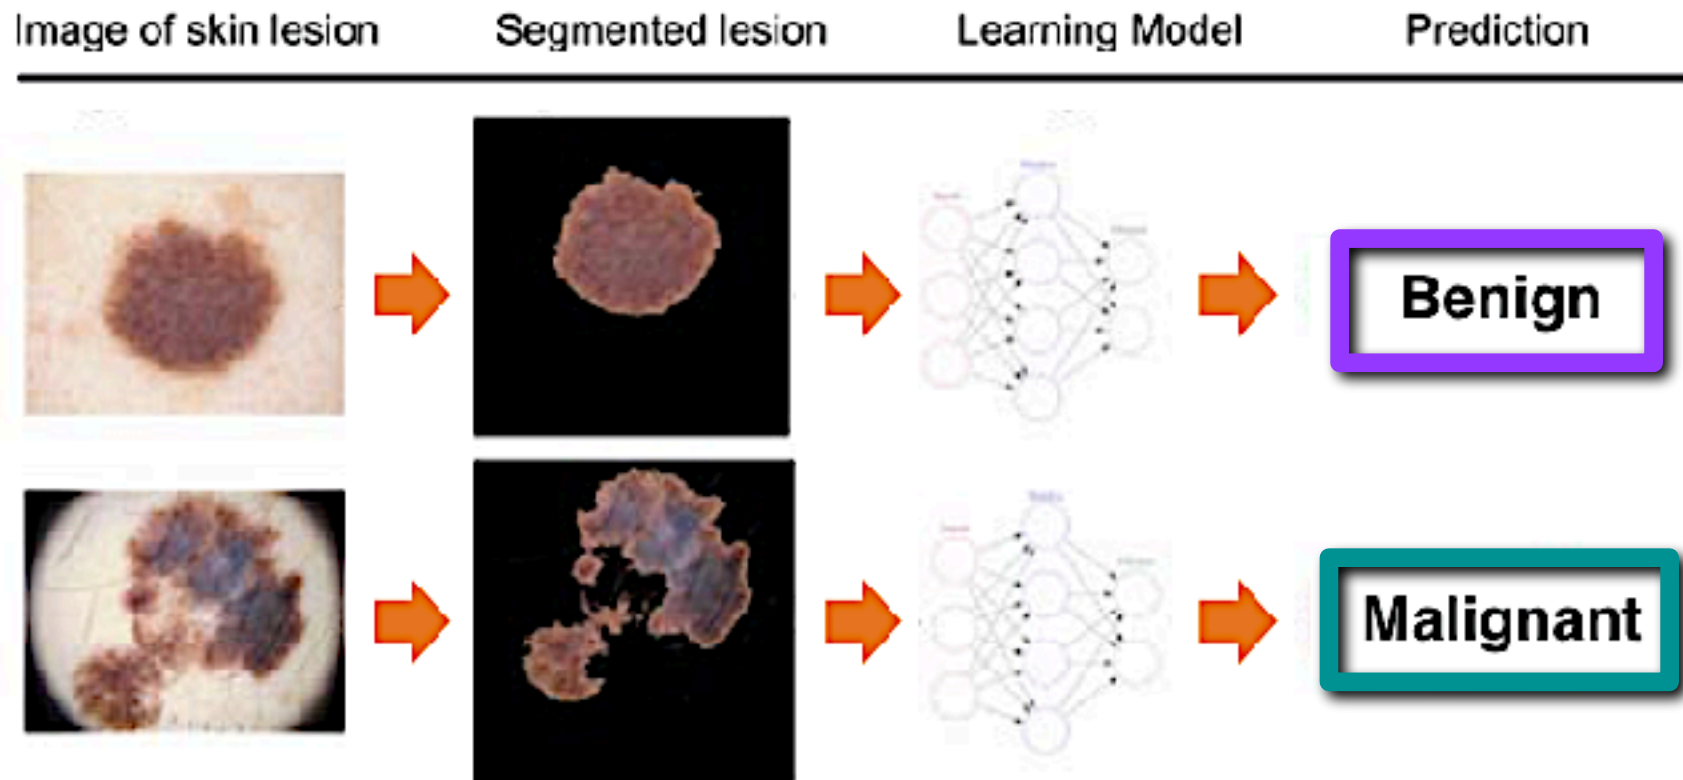 Image of skin lesion Segmented lesion Learning Model Prediction
Benign
Malignant